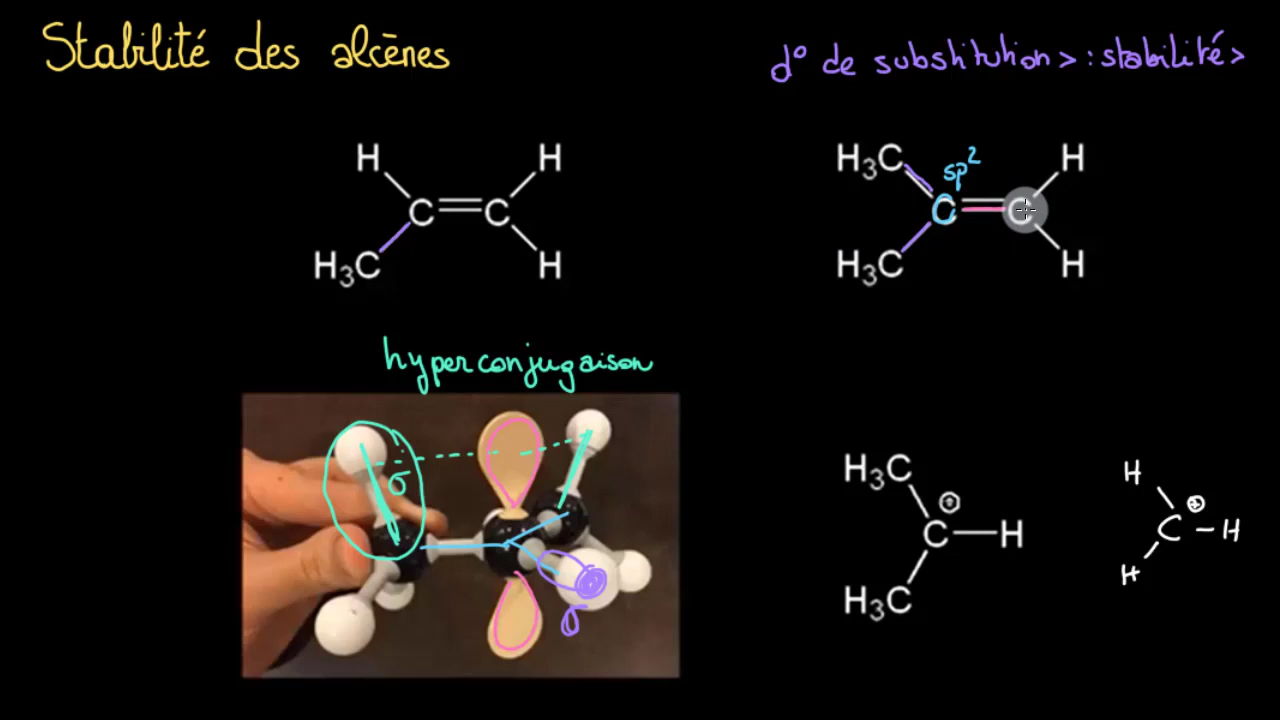 Stabilité des alcènes
d° de substitution > : stabilité >
H H
C C
H₃C H
H₃C sp² H
C C
H₃C H
hyperconjugaison
σ
σ
H₃C
⊕
C H
H₃C
H
⊕
C - H
H